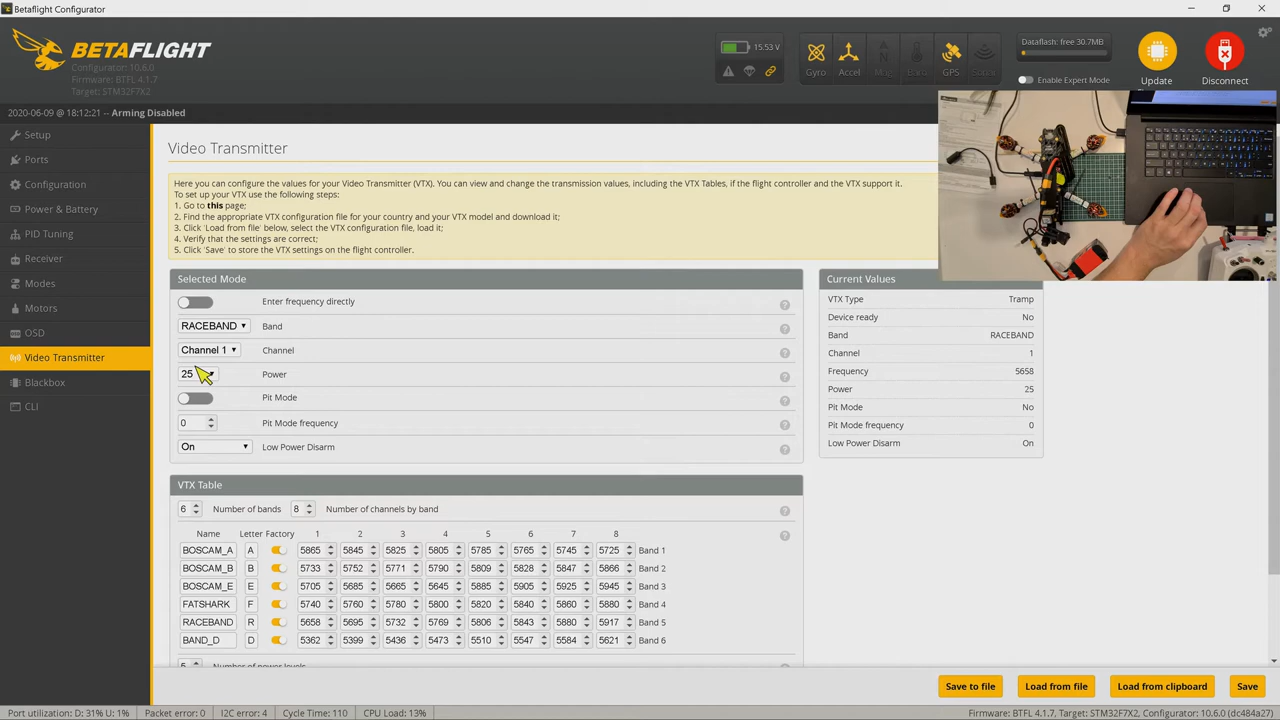 Betaflight Configurator
BETAFLIGHT
Configurator: 10.6.0
Firmware: BTFL 4.1.7
Target: STM32F7X2
15.53 V
Gyro
Accel
Mag
Baro
GPS
Sonar
Dataflash: free 30.7MB
Enable Expert Mode
Update
Disconnect
2020-06-09 @ 18:12:21 -- Arming Disabled
Setup
Ports
Configuration
Power & Battery
PID Tuning
Receiver
Modes
Motors
OSD
Video Transmitter
Blackbox
CLI
Video Transmitter
Here you can configure the values for your Video Transmitter (VTX). You can view and change the transmission values, including the VTX Tables, if the flight controller and the VTX support it.
To set up your VTX use the following steps:
1. Go to this page;
2. Find the appropriate VTX configuration file for your country and your VTX model and download it;
3. Click 'Load from file' below, select the VTX configuration file, load it;
4. Verify that the settings are correct;
5. Click 'Save' to store the VTX settings on the flight controller.
Selected Mode
Enter frequency directly
RACEBAND Band
Channel 1 Channel
25 Power
Pit Mode
0 Pit Mode frequency
On Low Power Disarm
Current Values
VTX Type Tramp
Device ready No
Band RACEBAND
Channel 1
Frequency 5658
Power 25
Pit Mode No
Pit Mode frequency 0
Low Power Disarm On
VTX Table
6 Number of bands 8 Number of channels by band
Name Letter Factory 1 2 3 4 5 6 7 8
BOSCAM_A A 5865 5845 5825 5805 5785 5765 5745 5725 Band 1
BOSCAM_B B 5733 5752 5771 5790 5809 5828 5847 5866 Band 2
BOSCAM_E E 5705 5685 5665 5645 5885 5905 5925 5945 Band 3
FATSHARK F 5740 5760 5780 5800 5820 5840 5860 5880 Band 4
RACEBAND R 5658 5695 5732 5769 5806 5843 5880 5917 Band 5
BAND_D D 5362 5399 5436 5473 5510 5547 5584 5621 Band 6
5 Number of power levels
Save to file
Load from file
Load from clipboard
Save
Port utilization: D: 31% U: 1%
Packet error: 0
I2C error: 4
Cycle Time: 110
CPU Load: 13%
Firmware: BTFL 4.1.7, Target: STM32F7X2, Configurator: 10.6.0 (dc484a27)